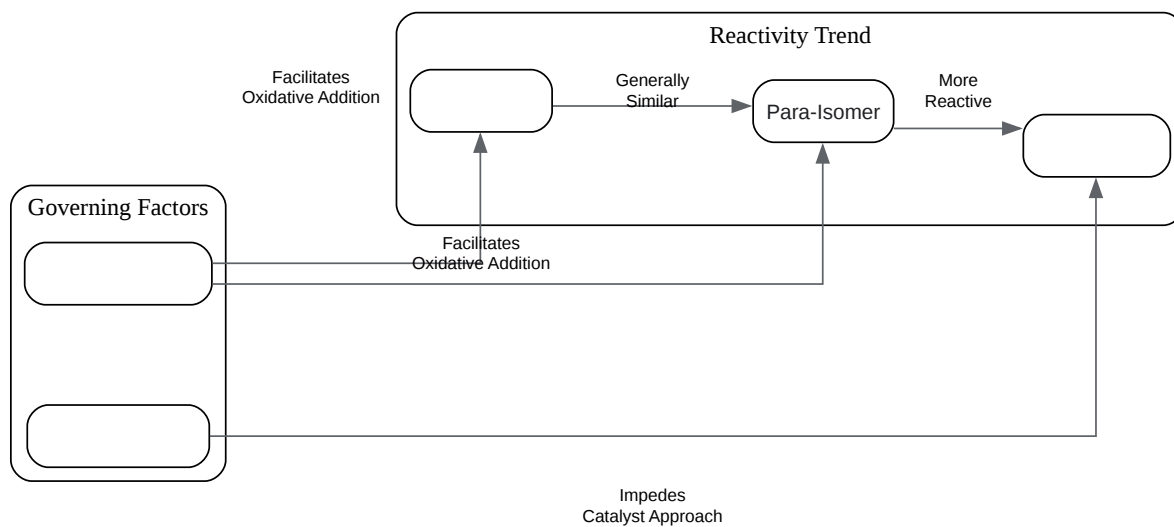 Reactivity Trend
Facilitates
Oxidative Addition
Generally
Similar
Para-Isomer
More
Reactive
Governing Factors
Facilitates
Oxidative Addition
Impedes
Catalyst Approach